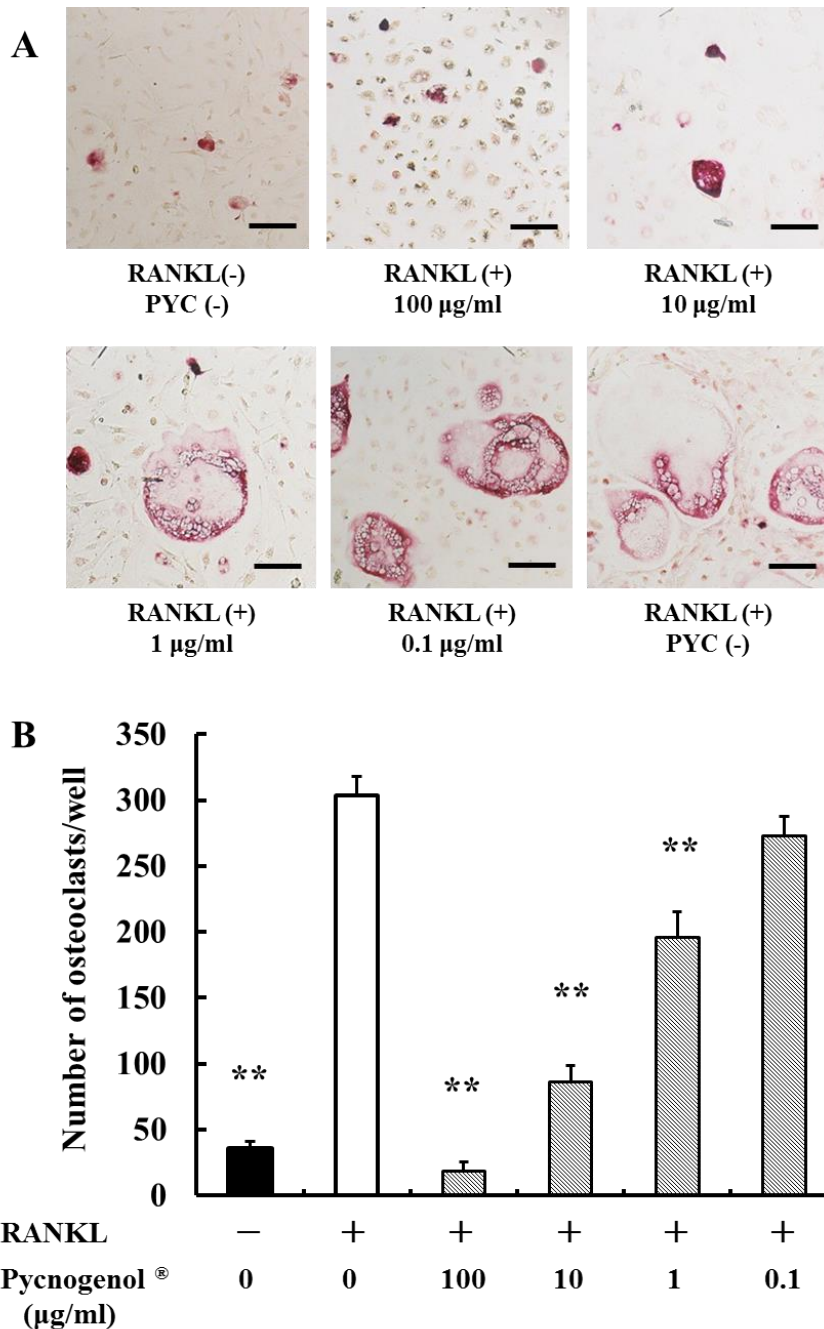 A
RANKL(-)
PYC (-)
RANKL (+)
100 µg/ml
RANKL (+)
10 µg/ml
RANKL (+)
1 µg/ml
RANKL (+)
0.1 µg/ml
RANKL (+)
PYC (-)
B
Number of osteoclasts/well
350
300
250
200
150
100
50
0
**
**
**
**
RANKL − + + + + +
Pycnogenol ® 0 0 100 10 1 0.1
(µg/ml)